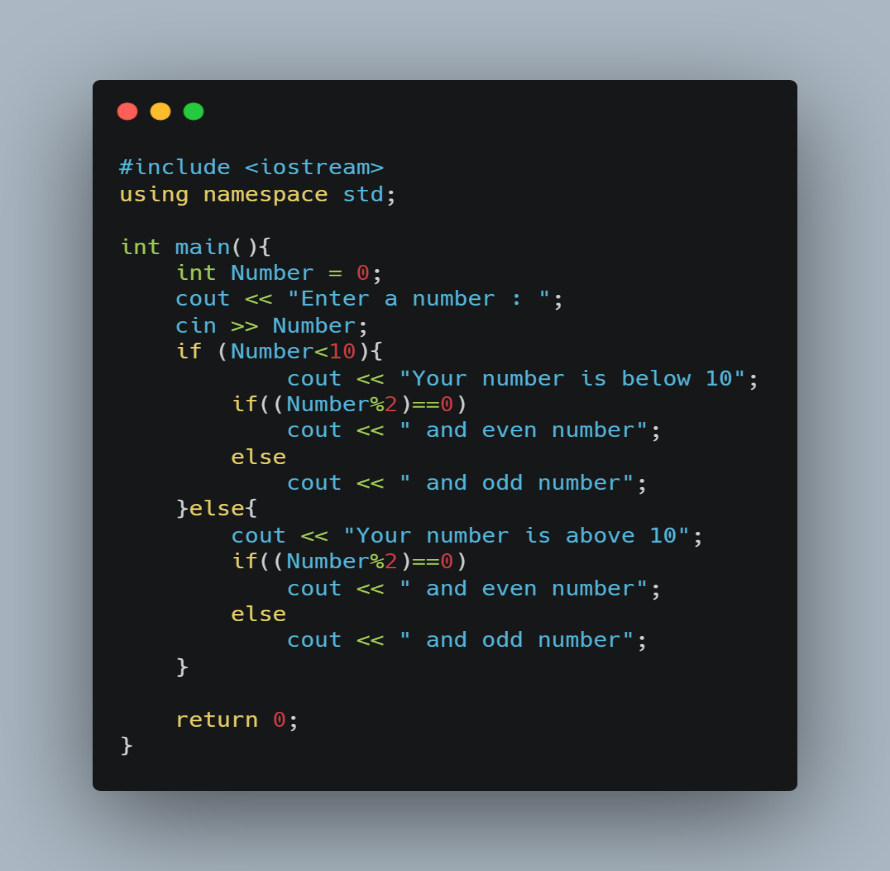 #include <iostream>
using namespace std;

int main(){
    int Number = 0;
    cout << "Enter a number : ";
    cin >> Number;
    if (Number<10){
            cout << "Your number is below 10";
        if((Number%2)==0)
            cout << " and even number";
        else
            cout << " and odd number";
    }else{
        cout << "Your number is above 10";
        if((Number%2)==0)
            cout << " and even number";
        else
            cout << " and odd number";
    }

    return 0;
}